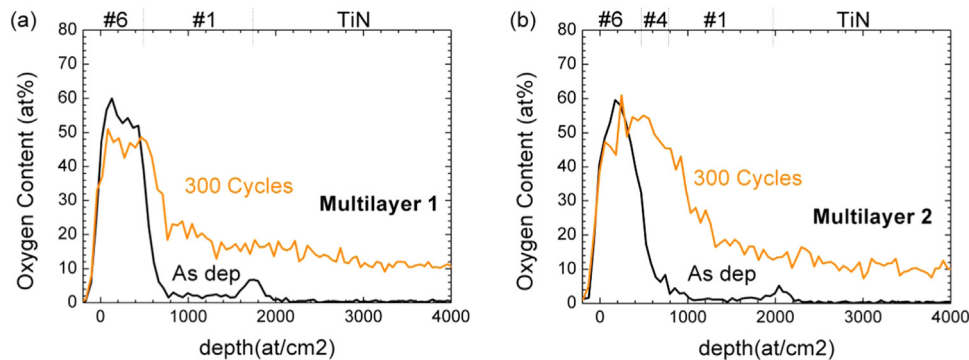 (a) #6 #1 TiN
80
70
60
50
40
30
20
10
0
Oxygen Content (at%)
300 Cycles
Multilayer 1
As dep
0 1000 2000 3000 4000
depth(at/cm2)
(b) #6 #4 #1 TiN
80
70
60
50
40
30
20
10
0
Oxygen Content (at%)
300 Cycles
Multilayer 2
As dep
0 1000 2000 3000 4000
depth(at/cm2)